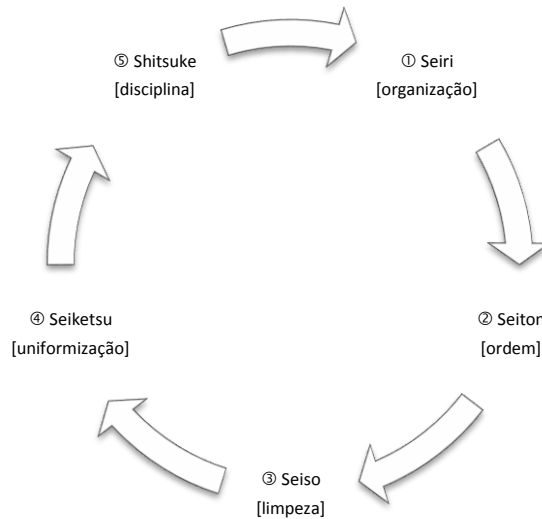 ① Seiri
[organização]
② Seiton
[ordem]
③ Seiso
[limpeza]
④ Seiketsu
[uniformização]
⑤ Shitsuke
[disciplina]